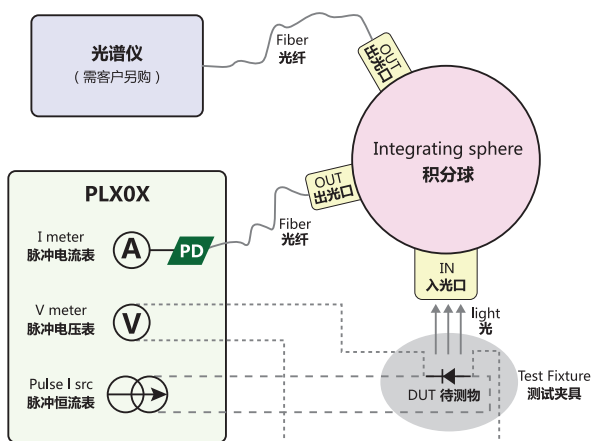 光谱仪
（需客户另购）
Fiber
光纤
OUT
出光口
Integrating sphere
积分球
OUT
出光口
Fiber
光纤
PLX0X
I meter
脉冲电流表
A
PD
V meter
脉冲电压表
V
Pulse I src
脉冲恒流表
IN
入光口
light
光
DUT 待测物
Test Fixture
测试夹具